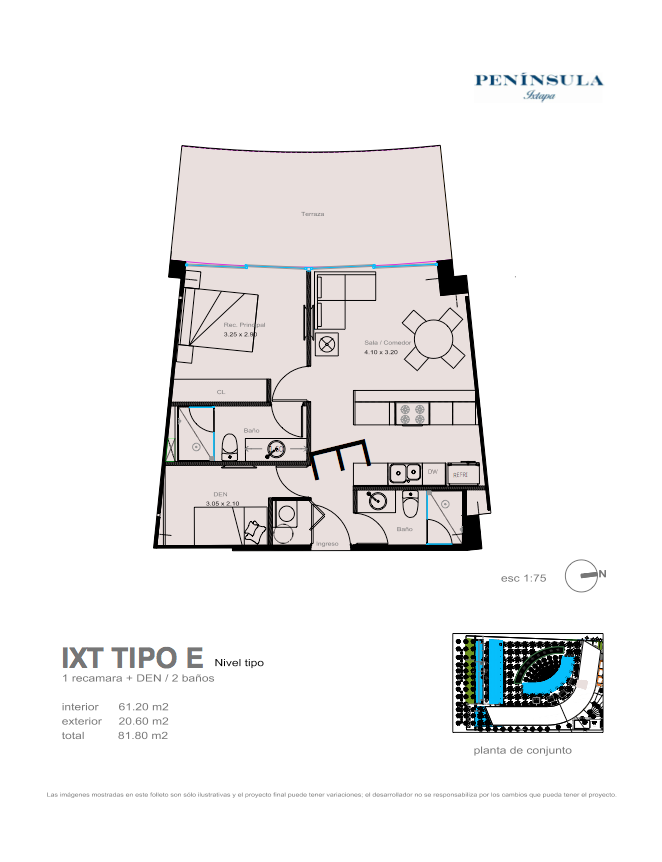 PENÍNSULA
Ixtapa
Terraza
Rec. Principal
3.25 x 2.90
Sala / Comedor
4.10 x 3.20
CL
Baño
DW
REFRI
DEN
3.05 x 2.10
Baño
Ingreso
E
esc 1:75
N
IXT TIPO E Nivel tipo
1 recamara + DEN / 2 baños
interior 61.20 m2
exterior 20.60 m2
total 81.80 m2
planta de conjunto
Las imágenes mostradas en este folleto son sólo ilustrativas y el proyecto final puede tener variaciones; el desarrollador no se responsabiliza por los cambios que pueda tener el proyecto.